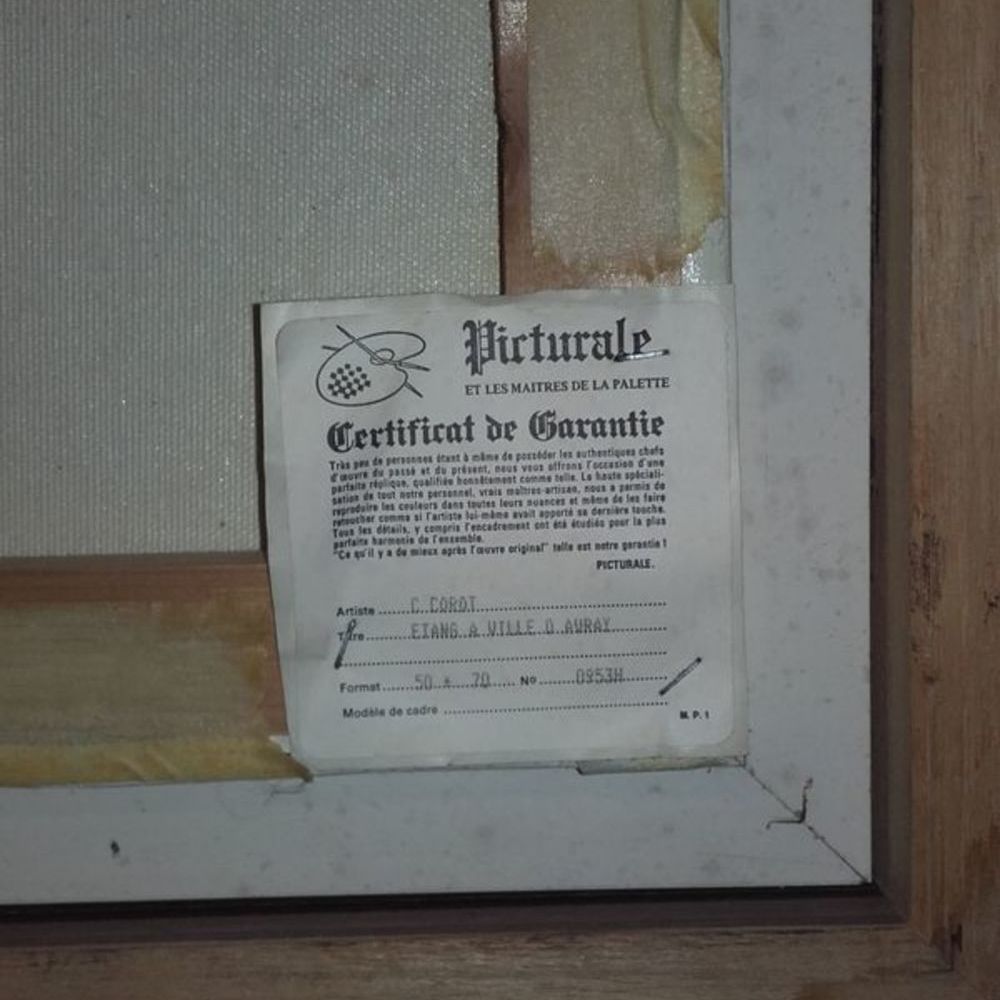 Picturale
ET LES MAITRES DE LA PALETTE
Certificat de Garantie
Très peu de personnes étant à même de posséder les authentiques chefs
d'œuvre du passé et du présent, nous vous offrons l'occasion d'une
parfaite réplique, qualifiée honnêtement comme telle. La haute spéciali-
sation de tout notre personnel, vrais maîtres-artisan, nous a permis de
reproduire les couleurs dans toutes leurs nuances et même de les faire
retoucher comme si l'artiste lui-même avait apporté sa dernière touche.
Tous les détails, y compris l'encadrement ont été étudiés pour la plus
parfaite harmonie de l'ensemble.
"Ce qu'il y a de mieux après l'œuvre original" telle est notre garantie !
PICTURALE.
Artiste ..... C COROT
Titre ..... ETANG A VILLE D AVRAY
Format ..... 50 * 70 ..... No ..... 0953H
Modèle de cadre
M. P. 1